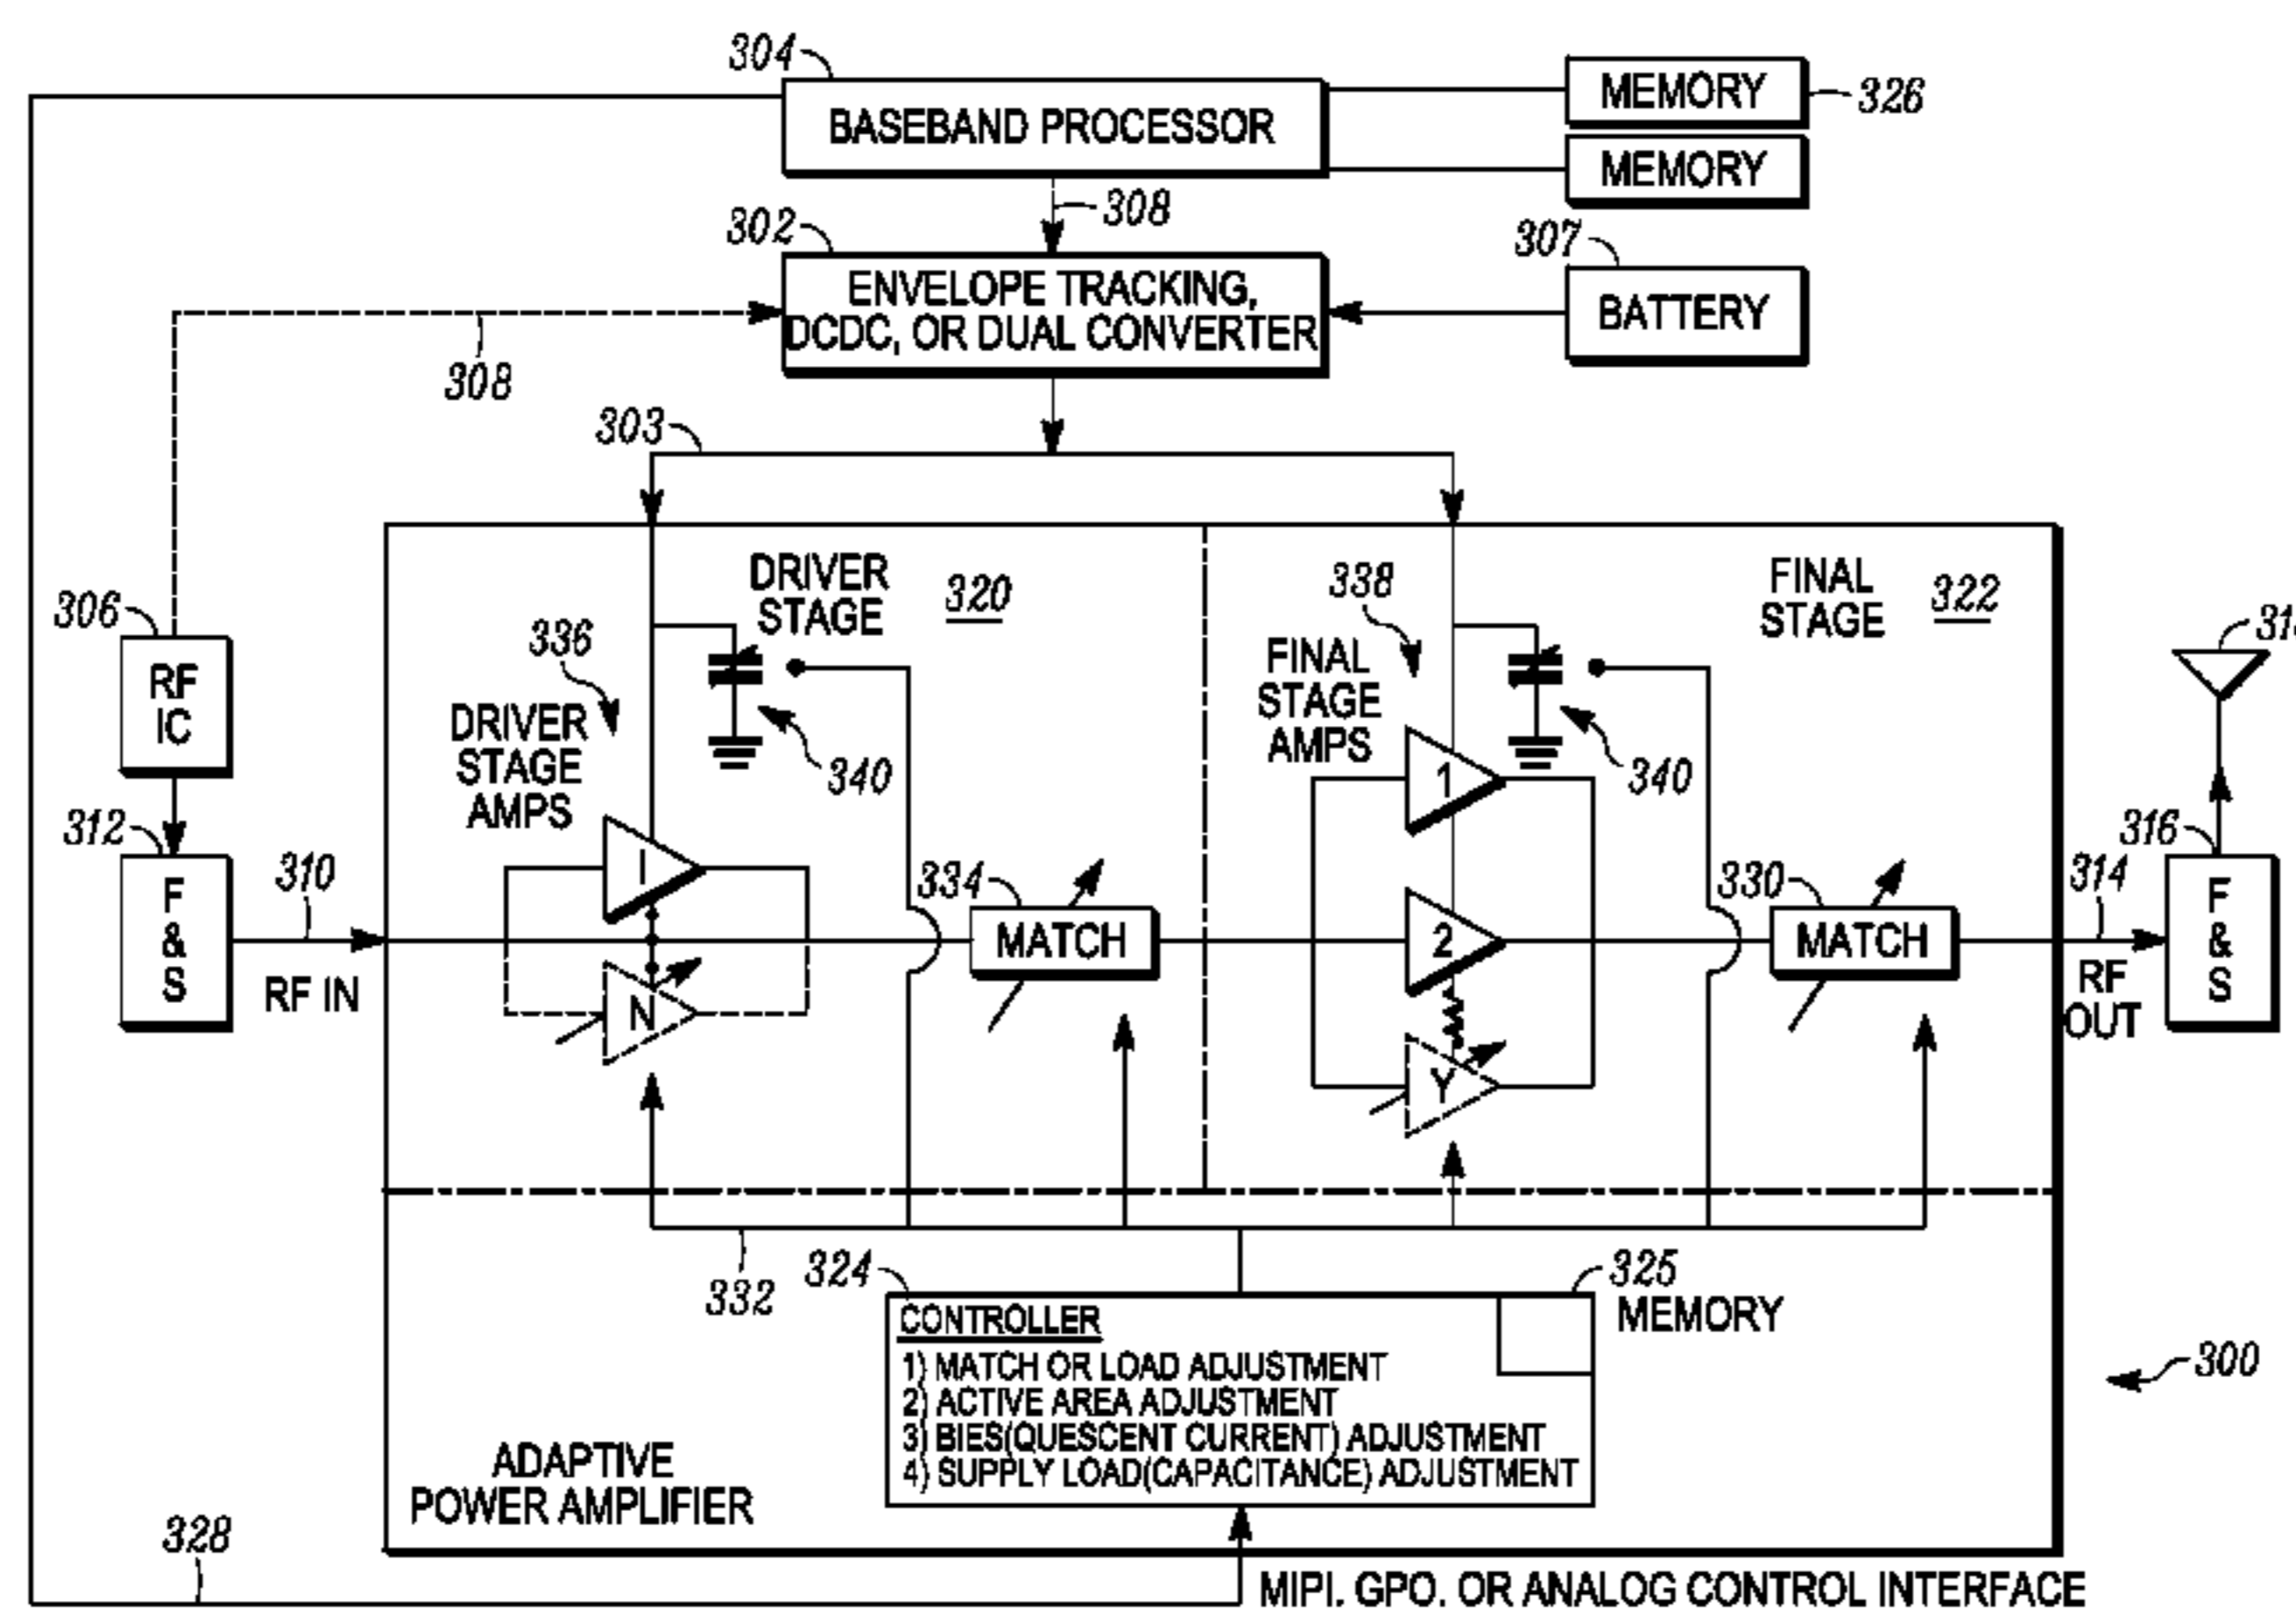 304
BASEBAND PROCESSOR
MEMORY
326
MEMORY
308
302
ENVELOPE TRACKING,
DCDC, OR DUAL CONVERTER
307
BATTERY
308
303
306
RF
IC
312
F
&
S
310
RF IN
DRIVER
STAGE
320
336
DRIVER
STAGE
AMPS
340
1
N
334
MATCH
338
FINAL
STAGE
AMPS
FINAL
STAGE
322
340
1
2
Y
330
MATCH
314
RF
OUT
316
F
&
S
332
324
325
MEMORY
CONTROLLER
1) MATCH OR LOAD ADJUSTMENT
2) ACTIVE AREA ADJUSTMENT
3) BIES(QUESCENT CURRENT) ADJUSTMENT
4) SUPPLY LOAD(CAPACITANCE) ADJUSTMENT
300
ADAPTIVE
POWER AMPLIFIER
328
MIPI. GPO. OR ANALOG CONTROL INTERFACE